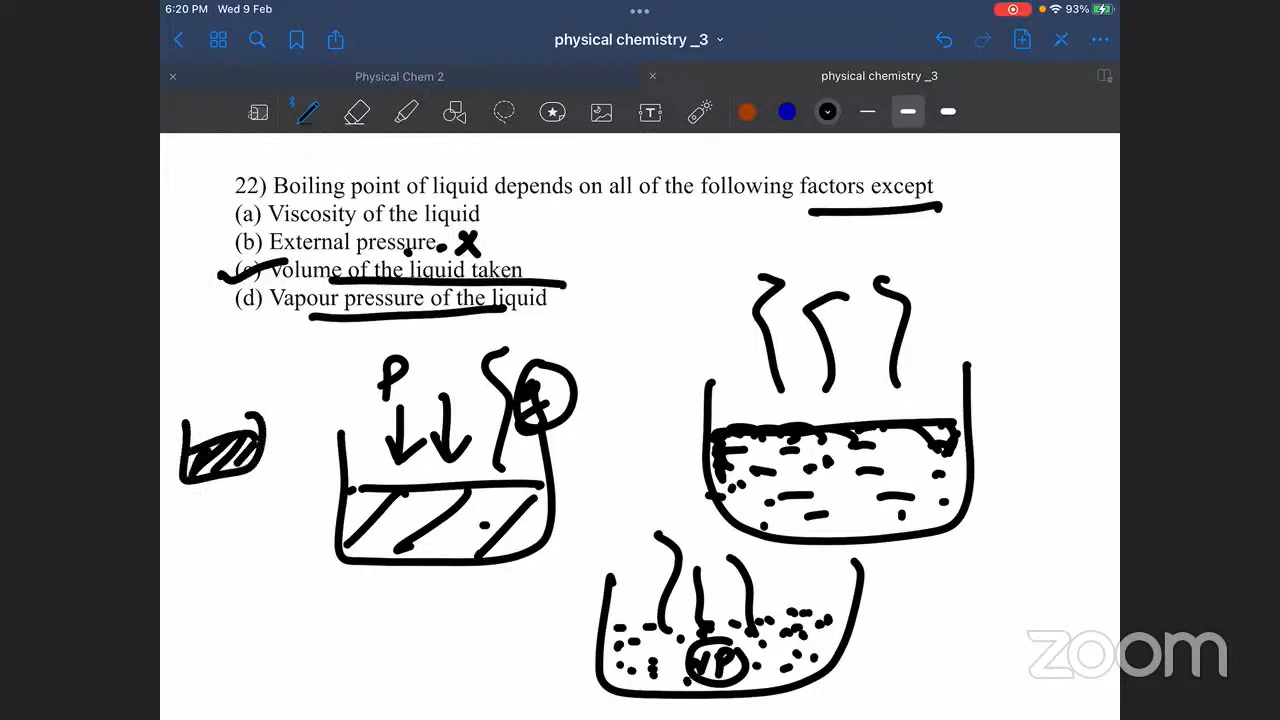 6:20 PM Wed 9 Feb
93%
physical chemistry _3
Physical Chem 2
physical chemistry _3
22) Boiling point of liquid depends on all of the following factors except
(a) Viscosity of the liquid
(b) External pressure x
(c) Volume of the liquid taken
(d) Vapour pressure of the liquid
P
VP
zoom